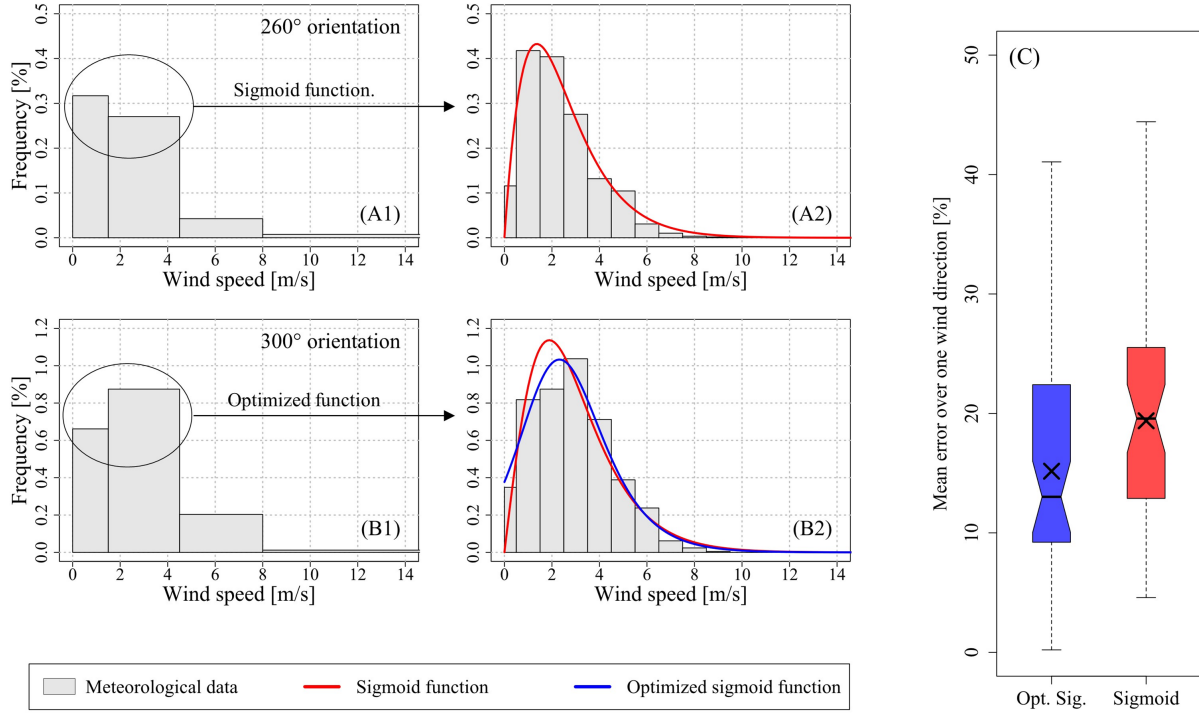 260° orientation
Sigmoid function.
(A1)
Frequency [%]
0.0 0.1 0.2 0.3 0.4 0.5
0 2 4 6 8 10 12 14
Wind speed [m/s]
(A2)
0.0 0.1 0.2 0.3 0.4 0.5
0 2 4 6 8 10 12 14
Wind speed [m/s]
300° orientation
Optimized function
(B1)
Frequency [%]
0.0 0.2 0.4 0.6 0.8 1.0 1.2
0 2 4 6 8 10 12 14
Wind speed [m/s]
(B2)
0.0 0.2 0.4 0.6 0.8 1.0 1.2
0 2 4 6 8 10 12 14
Wind speed [m/s]
Meteorological data
Sigmoid function
Optimized sigmoid function
(C)
Mean error over one wind direction [%]
0 10 20 30 40 50
Opt. Sig. Sigmoid